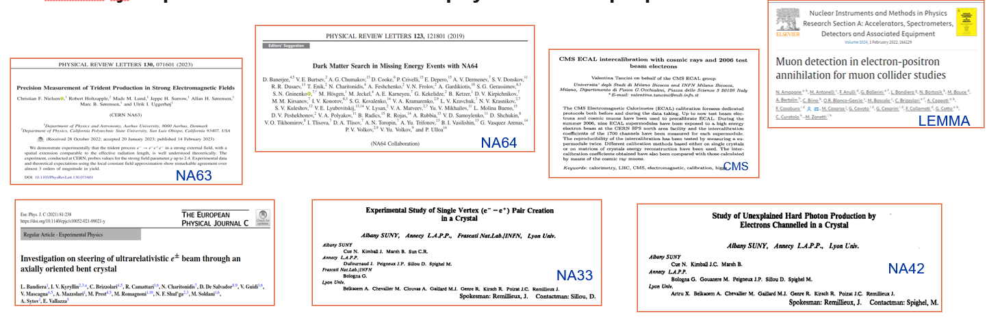 PHYSICAL REVIEW LETTERS 130, 071601 (2023)
Precision Measurement of Trident Production in Strong Electromagnetic Fields
Christian F. Nielsen, Robert Holtzapple, Mads M. Lund, Jeppe H. Surrow, Allan H. Sørensen,
Marc B. Sørensen, and Ulrik I. Uggerhøj
(CERN NA63)
Department of Physics and Astronomy, Aarhus University, 8000 Aarhus, Denmark
Department of Physics, California Polytechnic State University, San Luis Obispo, California 93407, USA
(Received 28 October 2022; accepted 20 January 2023; published 14 February 2023)
We demonstrate experimentally that the trident process e⁻ → e⁻e⁺e⁻ in a strong external field, with a
spatial extension comparable to the effective radiation length, is well understood theoretically. The
experiment, conducted at CERN, probes values for the strong field parameter χ up to 2.4. Experimental data
and theoretical expectations using the local constant field approximation show remarkable agreement over
almost 3 orders of magnitude in yield.
DOI: 10.1103/PhysRevLett.130.071601
NA63
PHYSICAL REVIEW LETTERS 123, 121801 (2019)
Editors' Suggestion
Dark Matter Search in Missing Energy Events with NA64
D. Banerjee, V. E. Burtsev, A. G. Chumakov, D. Cooke, P. Crivelli, E. Depero, A. V. Dermenev, S. V. Donskov,
R. R. Dusaev, T. Enik, N. Charitonidis, A. Feshchenko, V. N. Frolov, A. Gardikiotis, S. G. Gerassimov,
S. N. Gninenko, M. Hösgen, M. Jeckel, A. E. Karneyeu, G. Kekelidze, B. Ketzer, D. V. Kirpichnikov,
M. M. Kirsanov, I. V. Konorov, S. G. Kovalenko, V. A. Kramarenko, L. V. Kravchuk, N. V. Krasnikov,
S. V. Kuleshov, V. E. Lyubovitskij, V. Lysan, V. A. Matveev, Yu. V. Mikhailov, L. Molina Bueno,
D. V. Peshekhonov, V. A. Polyakov, B. Radics, R. Rojas, A. Rubbia, V. D. Samoylenko, D. Shchukin,
V. O. Tikhomirov, I. Tlisova, D. A. Tlisov, A. N. Toropin, A. Yu. Trifonov, B. I. Vasilishin, G. Vasquez Arenas,
P. V. Volkov, V. Yu. Volkov, and P. Ulloa
(NA64 Collaboration)
NA64
CMS ECAL intercalibration with cosmic rays and 2006 test
beam electrons
Valentina Tancini on behalf of the CMS ECAL group
Universita' degli Studi di Milano Bicocca and INFN Milano Bicocca,
Milano, Dipartimento di Fisica G.Occhialini, Piazza delle Scienze 3 20126 Italy
* E-mail: valentina.tancini@mib.infn.it
The CMS Electromagnetic Calorimeter (ECAL) calibration foresees dedicated
protocols both before and during the data taking. Up to now test beam elec-
trons and cosmic muons have been used to precalibrate ECAL. During the
summer 2006, nine ECAL supermodules have been exposed to a high energy
electron beam at the CERN SPS north area facility and the intercalibration
coefficients of the 1700 channels have been measured for each supermodule.
The reproducibility of the intercalibration has been tested by measuring a su-
permodule twice. Different calibration methods based either on single crystals
or on matrices of crystals energy reconstruction have been used. The inter-
calibration coefficients obtained have also been compared with those calculated
by means of the cosmic ray muons.
Keywords: calorimetry, LHC, CMS, electromagnetic, calibration,
CMS
ELSEVIER
Nuclear Instruments and Methods in Physics
Research Section A: Accelerators, Spectrometers,
Detectors and Associated Equipment
Volume 1024, 1 February 2022, 166129
Muon detection in electron-positron
annihilation for muon collider studies
N. Amapane, M. Antonelli, F. Anulli, G. Ballerini, L. Bandiera, N. Bartosik, M. Bauce,
A. Bertolin, C. Biino, O.R. Blanco-García, M. Boscolo, C. Brizzolari, A. Cappati,
F. Casaburo, M. Casarsa, G. Cavoto, G. Cesarini, F. Collamati, G. Cotto,
C. Curatolo ... M. Zanetti
LEMMA
Eur. Phys. J. C (2021) 81:238
https://doi.org/10.1140/epjc/s10052-021-09021-y
THE EUROPEAN
PHYSICAL JOURNAL C
Check for
updates
Regular Article - Experimental Physics
Investigation on steering of ultrarelativistic e± beam through an
axially oriented bent crystal
L. Bandiera, I. V. Kyryllin, C. Brizzolari, R. Camattari, N. Charitonidis, D. De Salvador, V. Guidi,
V. Mascagna, A. Mazzolari, M. Prest, M. Romagnoni, N. F. Shul'ga, M. Soldani,
A. Sytov, E. Vallazza
Experimental Study of Single Vertex (e⁻ – e⁺) Pair Creation
in a Crystal
Albany SUNY, Annecy L.A.P.P., Frascati Nat.Lab./INFN, Lyon Univ.
Albany SUNY
Cue N. Kimball J. Marsh B. Sun C.R.
Annecy L.A.P.P.
Dufournaud J. Peigneux J.P. Sillou D. Spighel M.
Frascati Nat.Lab./INFN
Bologna G.
Lyon Univ.
Belkacem A. Chevallier M. Clouvas A. Gaillard M.J. Genre R. Kirsch R. Poizat J.C. Remillieux J.
Spokesman: Remillieux, J. Contactman: Sillou, D.
NA33
Study of Unexplained Hard Photon Production by
Electrons Channelled in a Crystal
Albany SUNY, Annecy L.A.P.P., Lyon Univ.
Albany SUNY
Cue N. Kimball J.C. Marsh B.
Annecy L.A.P.P.
Bologna G. Gouanere M. Peigneux J.P. Sillou D. Spighel M.
Lyon Univ.
Artru X. Belkacem A. Chevallier M. Gaillard M.J. Genre R. Kirsch R. Poizat J.C. Remillieux J.
Spokesman: Remillieux, J. Contactman: Spighel, M.
NA42